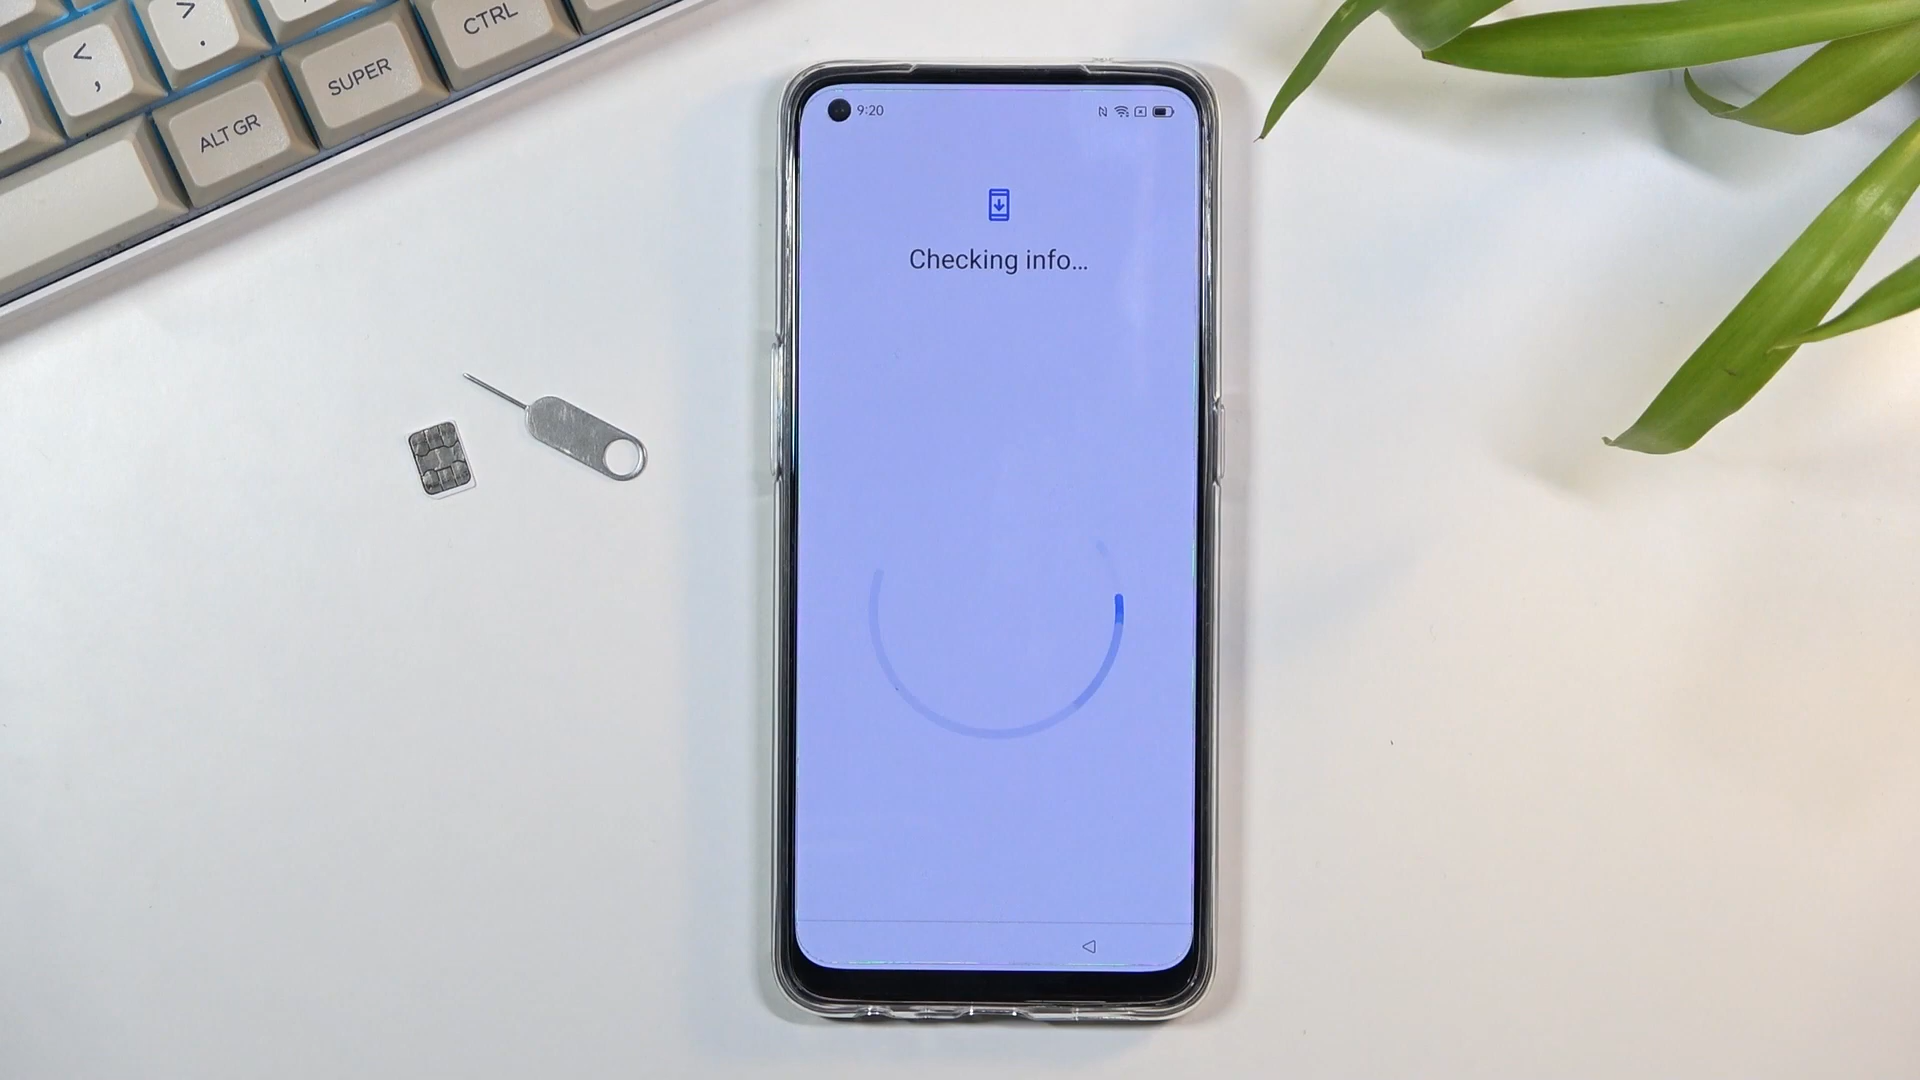 < ,
> .
CTRL
SUPER
ALT GR
9:20
Checking info...